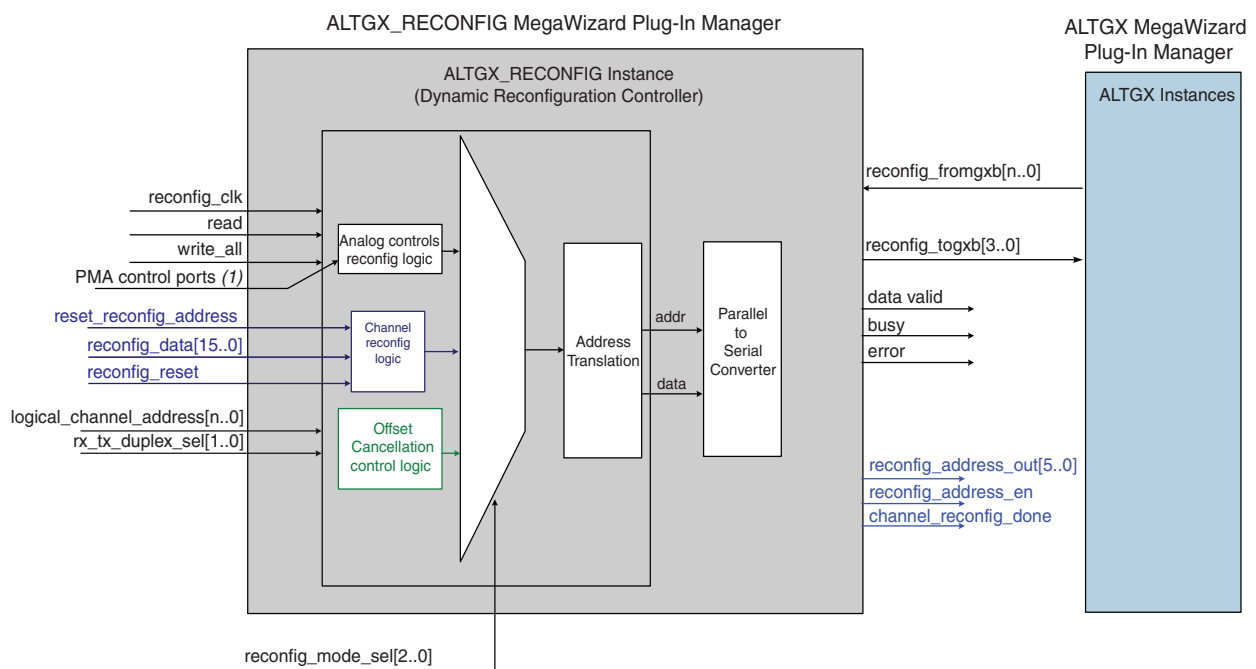 ALTGX_RECONFIG MegaWizard Plug-In Manager
ALTGX MegaWizard
Plug-In Manager
ALTGX_RECONFIG Instance
(Dynamic Reconfiguration Controller)
ALTGX Instances
reconfig_clk
read
write_all
PMA control ports (1)
reset_reconfig_address
reconfig_data[15..0]
reconfig_reset
logical_channel_address[n..0]
rx_tx_duplex_sel[1..0]
Analog controls
reconfig logic
Channel
reconfig
logic
Offset
Cancellation
control logic
Address
Translation
addr
data
Parallel
to
Serial
Converter
reconfig_fromgxb[n..0]
reconfig_togxb[3..0]
data valid
busy
error
reconfig_address_out[5..0]
reconfig_address_en
channel_reconfig_done
reconfig_mode_sel[2..0]